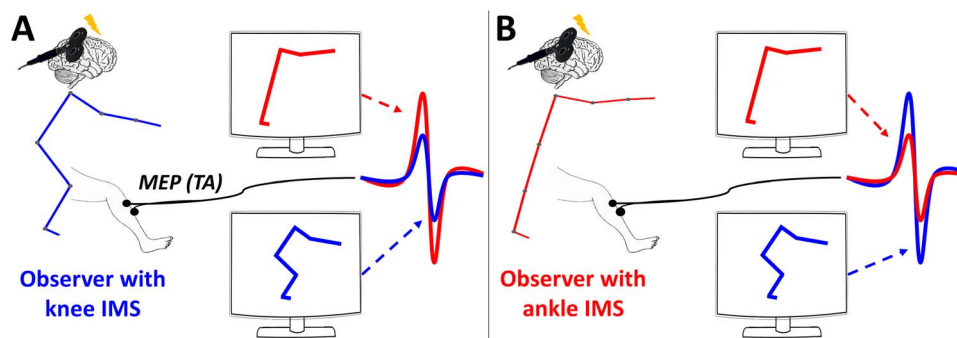 A
B
MEP (TA)
Observer with
knee IMS
Observer with
ankle IMS